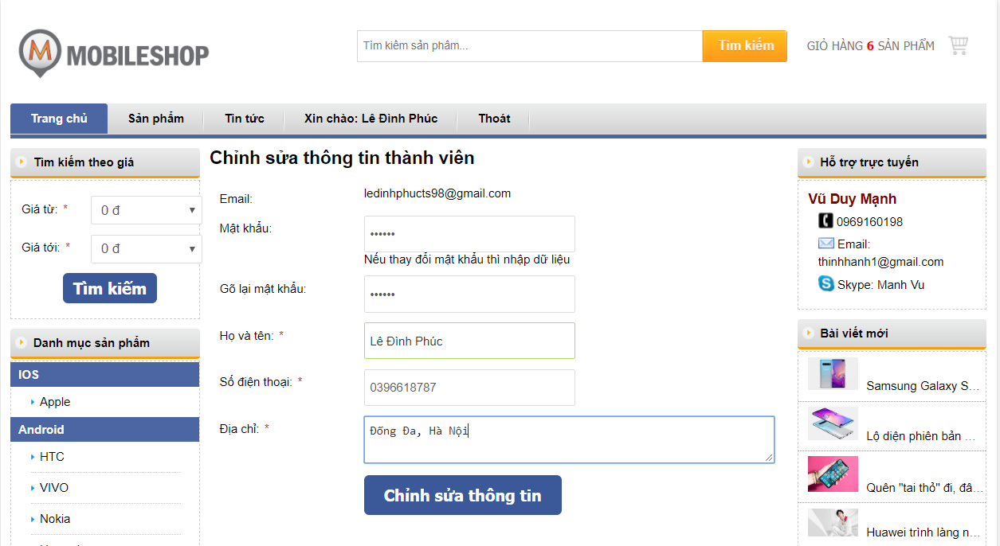 MOBILESHOP
Tìm kiếm sản phâm...
Tìm kiếm
GIỎ HÀNG 6 SẢN PHẨM
Trang chủ
Sản phẩm
Tin tức
Xin chào: Lê Đình Phúc
Thoát
Tìm kiếm theo giá
Giá từ: *
0 đ
Giá tới: *
0 đ
Tìm kiếm
Danh mục sản phẩm
IOS
Apple
Android
HTC
VIVO
Nokia
Chỉnh sửa thông tin thành viên
Email:
ledinhphucts98@gmail.com
Mật khẩu:
••••••
Nếu thay đổi mật khẩu thì nhập dữ liệu
Gõ lại mật khẩu:
••••••
Họ và tên: *
Lê Đình Phúc
Số điện thoại: *
0396618787
Địa chỉ: *
Đống Đa, Hà Nội
Chỉnh sửa thông tin
Hỗ trợ trực tuyến
Vũ Duy Mạnh
0969160198
Email:
thinhhanh1@gmail.com
Skype: Manh Vu
Bài viết mới
Samsung Galaxy S...
Lộ diện phiên bản ...
Quên "tai thỏ" đi, đâ...
Huawei trình làng n...